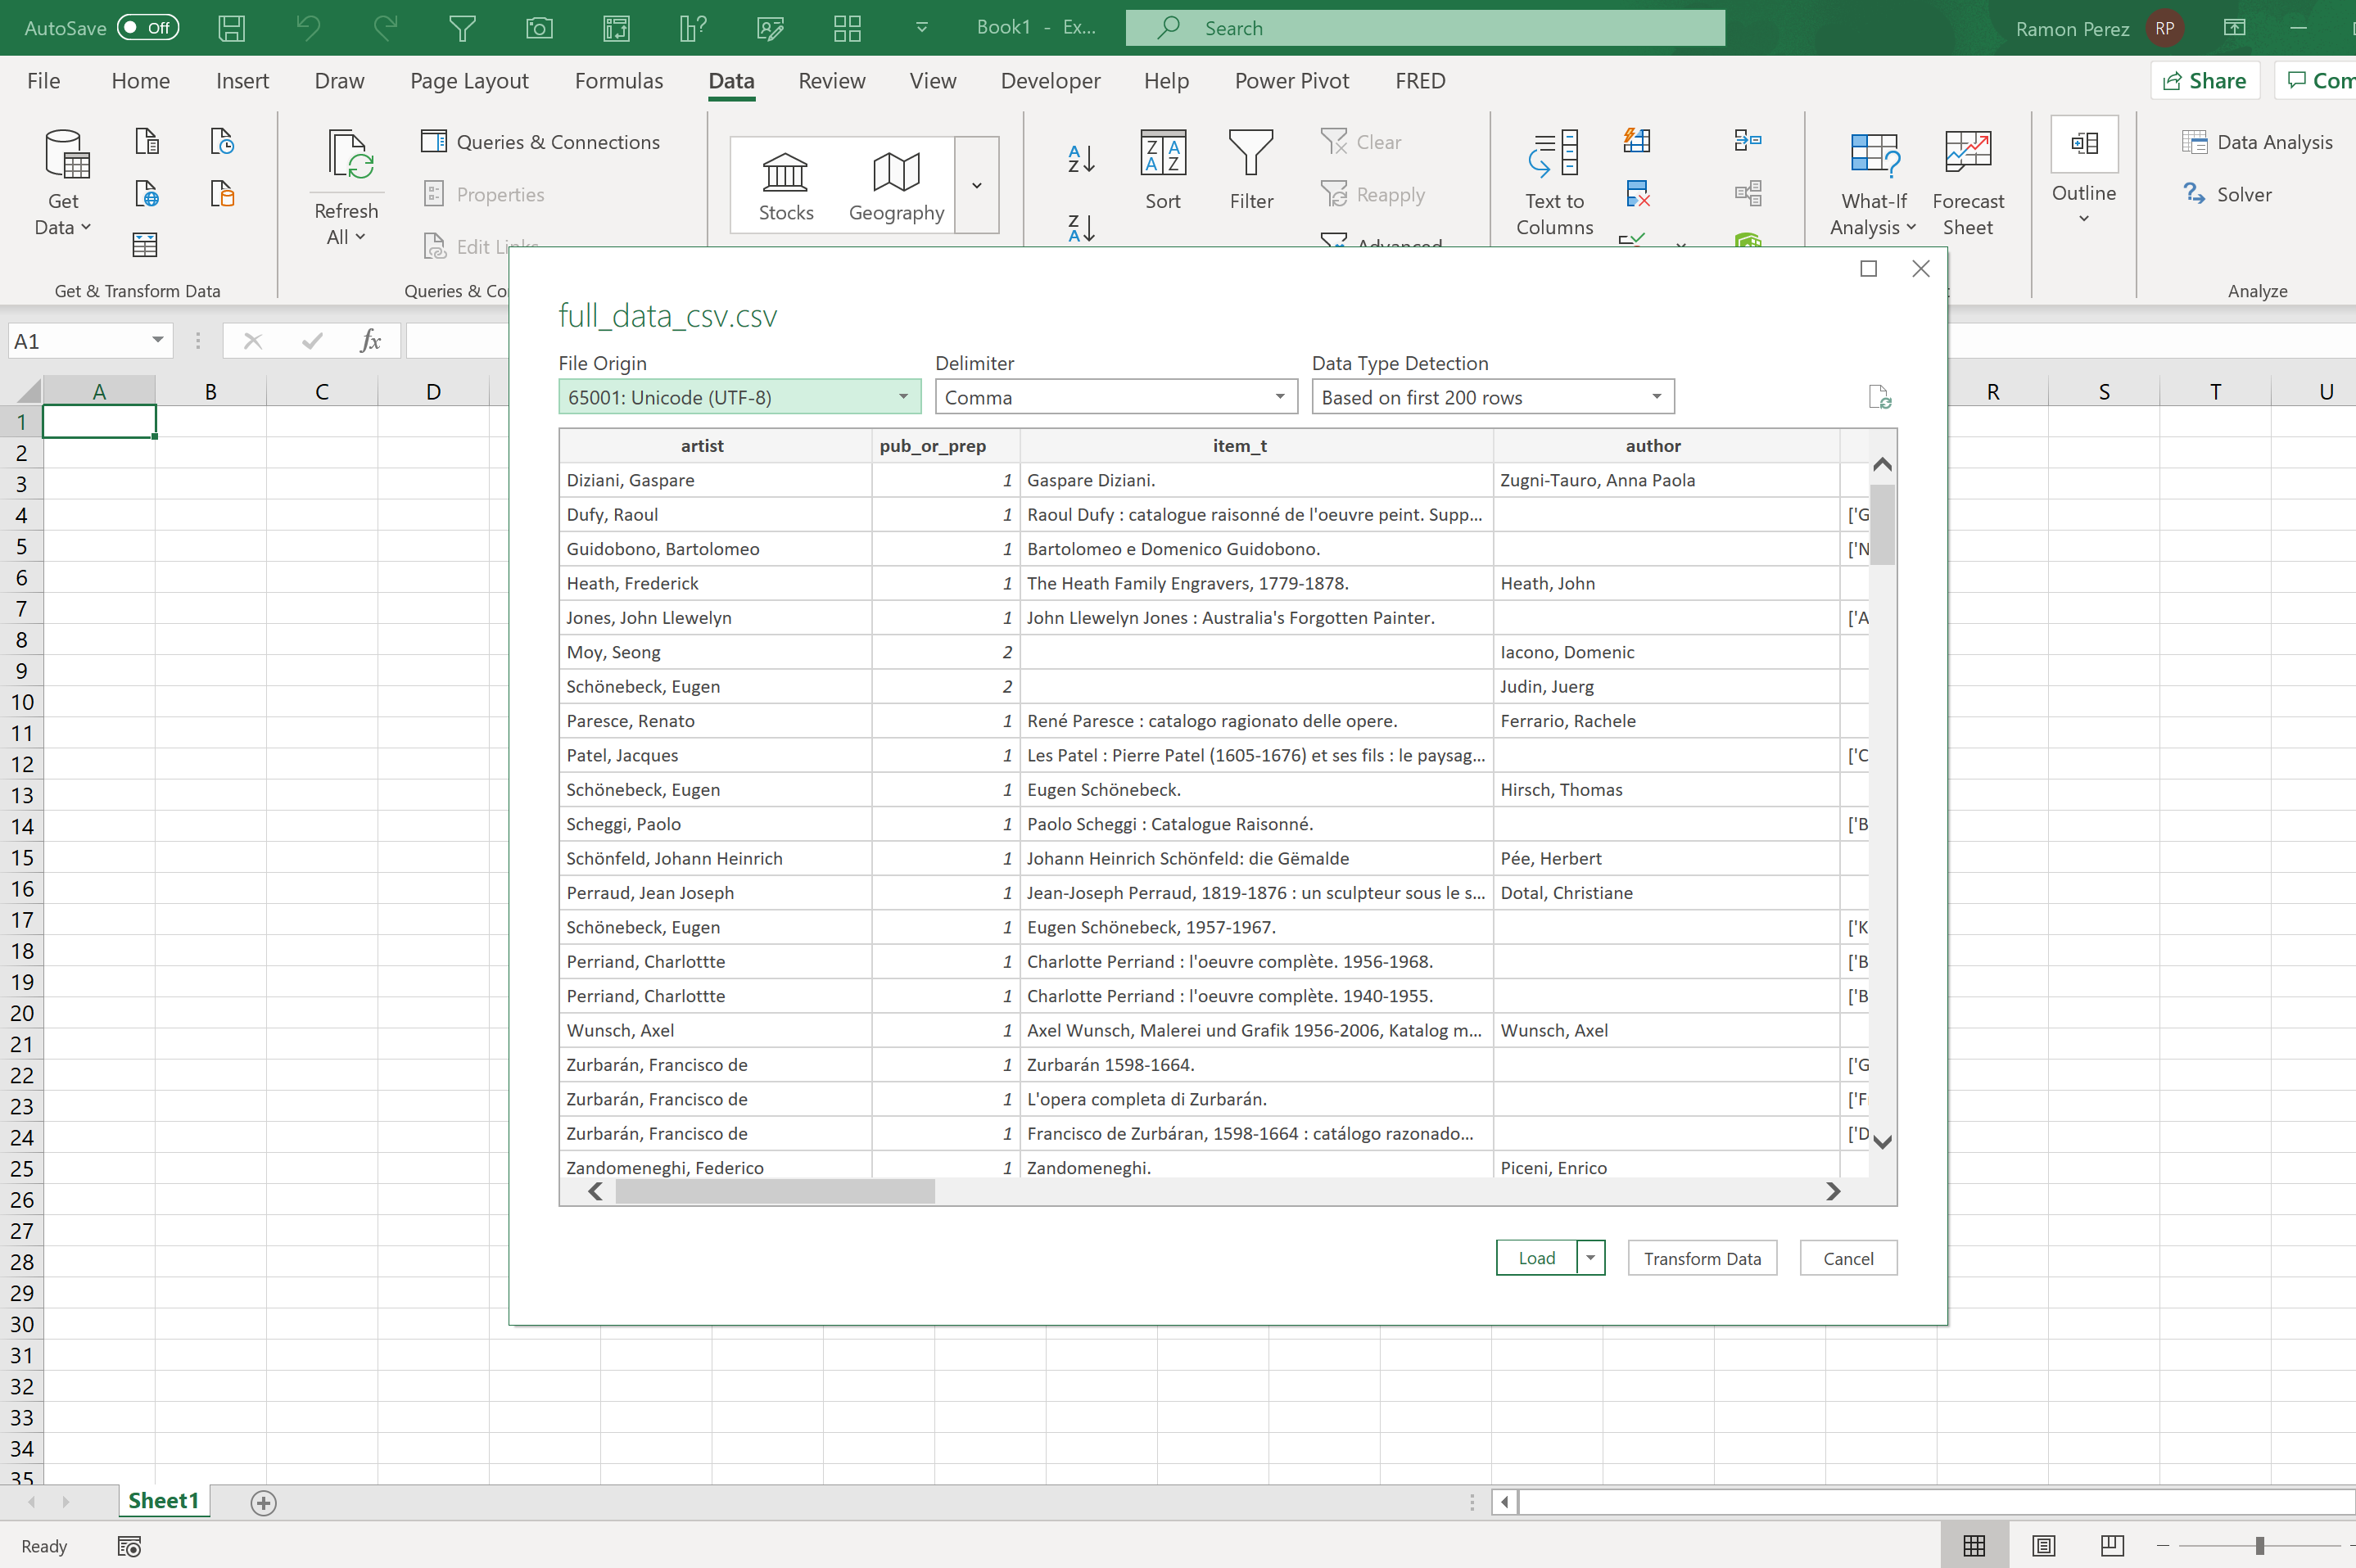 AutoSave Off Book1 - Ex... Search Ramon Perez RP
File Home Insert Draw Page Layout Formulas Data Review View Developer Help Power Pivot FRED Share Com
Get Data
Refresh All
Queries & Connections
Properties
Edit Links
Stocks Geography
A Z
Z A
Z A A Z
Sort Filter
Clear
Reapply
Advanced
Text to Columns
What-If Analysis
Forecast Sheet
Outline
Data Analysis
Solver
Get & Transform Data Queries & Co Analyze
A1 fx
full_data_csv.csv
File Origin Delimiter Data Type Detection
65001: Unicode (UTF-8) Comma Based on first 200 rows
A B C D R S T U
artist pub_or_prep item_t author
Diziani, Gaspare 1 Gaspare Diziani. Zugni-Tauro, Anna Paola
Dufy, Raoul 1 Raoul Dufy : catalogue raisonné de l'oeuvre peint. Supp... ['G
Guidobono, Bartolomeo 1 Bartolomeo e Domenico Guidobono. ['N
Heath, Frederick 1 The Heath Family Engravers, 1779-1878. Heath, John
Jones, John Llewelyn 1 John Llewelyn Jones : Australia's Forgotten Painter. ['A
Moy, Seong 2 Iacono, Domenic
Schönebeck, Eugen 2 Judin, Juerg
Paresce, Renato 1 René Paresce : catalogo ragionato delle opere. Ferrario, Rachele
Patel, Jacques 1 Les Patel : Pierre Patel (1605-1676) et ses fils : le paysag... ['C
Schönebeck, Eugen 1 Eugen Schönebeck. Hirsch, Thomas
Scheggi, Paolo 1 Paolo Scheggi : Catalogue Raisonné. ['B
Schönfeld, Johann Heinrich 1 Johann Heinrich Schönfeld: die Gëmalde Pée, Herbert
Perraud, Jean Joseph 1 Jean-Joseph Perraud, 1819-1876 : un sculpteur sous le s... Dotal, Christiane
Schönebeck, Eugen 1 Eugen Schönebeck, 1957-1967. ['K
Perriand, Charlottte 1 Charlotte Perriand : l'oeuvre complète. 1956-1968. ['B
Perriand, Charlottte 1 Charlotte Perriand : l'oeuvre complète. 1940-1955. ['B
Wunsch, Axel 1 Axel Wunsch, Malerei und Grafik 1956-2006, Katalog m... Wunsch, Axel
Zurbarán, Francisco de 1 Zurbarán 1598-1664. ['G
Zurbarán, Francisco de 1 L'opera completa di Zurbarán. ['F
Zurbarán, Francisco de 1 Francisco de Zurbáran, 1598-1664 : catálogo razonado... ['D
Zandomeneghi, Federico 1 Zandomeneghi. Piceni, Enrico
Load Transform Data Cancel
1
2
3
4
5
6
7
8
9
10
11
12
13
14
15
16
17
18
19
20
21
22
23
24
25
26
27
28
29
30
31
32
33
34
35
Sheet1
Ready